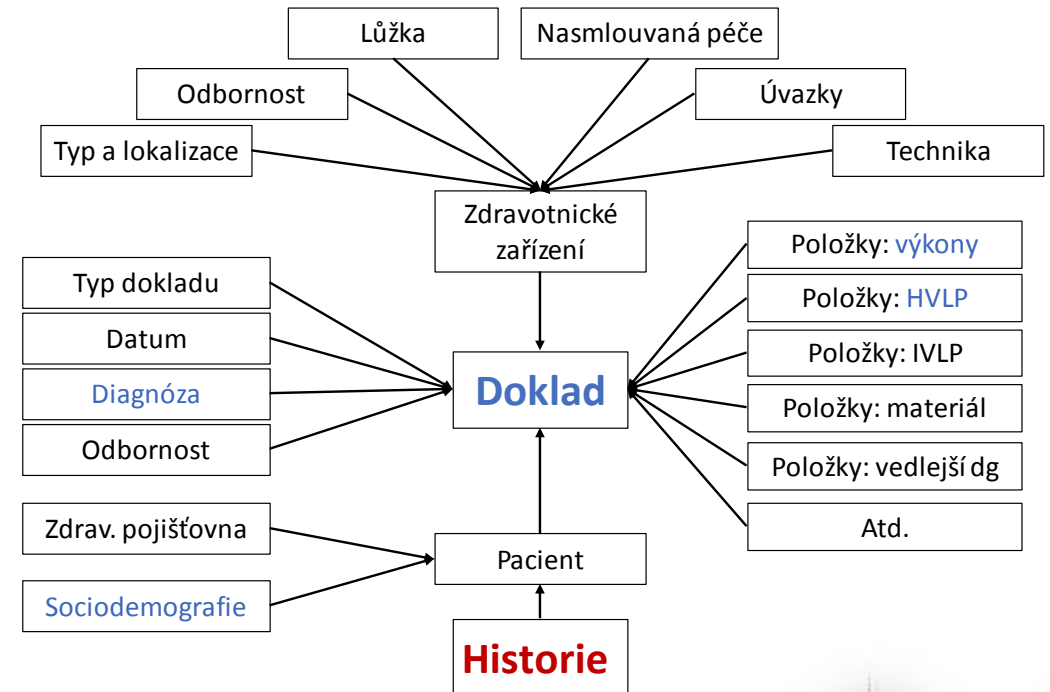 Lůžka
Nasmlouvaná péče
Odbornost
Úvazky
Typ a lokalizace
Technika
Zdravotnické
zařízení
Typ dokladu
Datum
Diagnóza
Odbornost
Doklad
Položky: výkony
Položky: HVLP
Položky: IVLP
Položky: materiál
Položky: vedlejší dg
Atd.
Zdrav. pojišťovna
Sociodemografie
Pacient
Historie